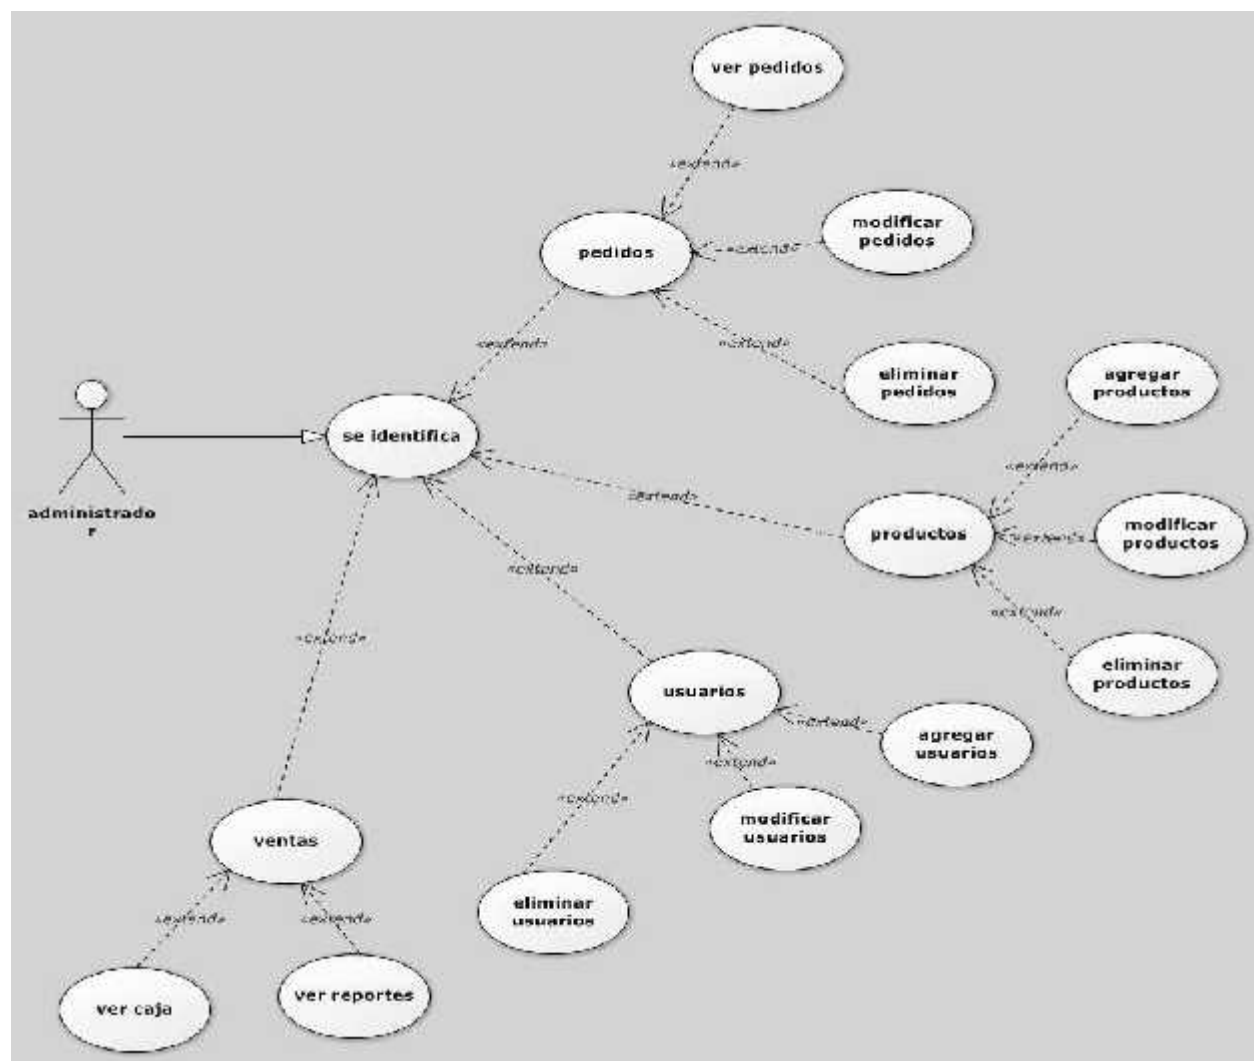 ver pedidos
«extend»
modificar
pedidos
pedidos
«extend»
«extend»
«extend»
eliminar
pedidos
agregar
productos
se identifica
«extend»
«extend»
administrado
r
productos
«extend»
modificar
productos
«extend»
«extend»
«extend»
eliminar
productos
usuarios
«extend»
agregar
usuarios
«extend»
«extend»
modificar
usuarios
ventas
eliminar
usuarios
«extend»
«extend»
ver caja
ver reportes